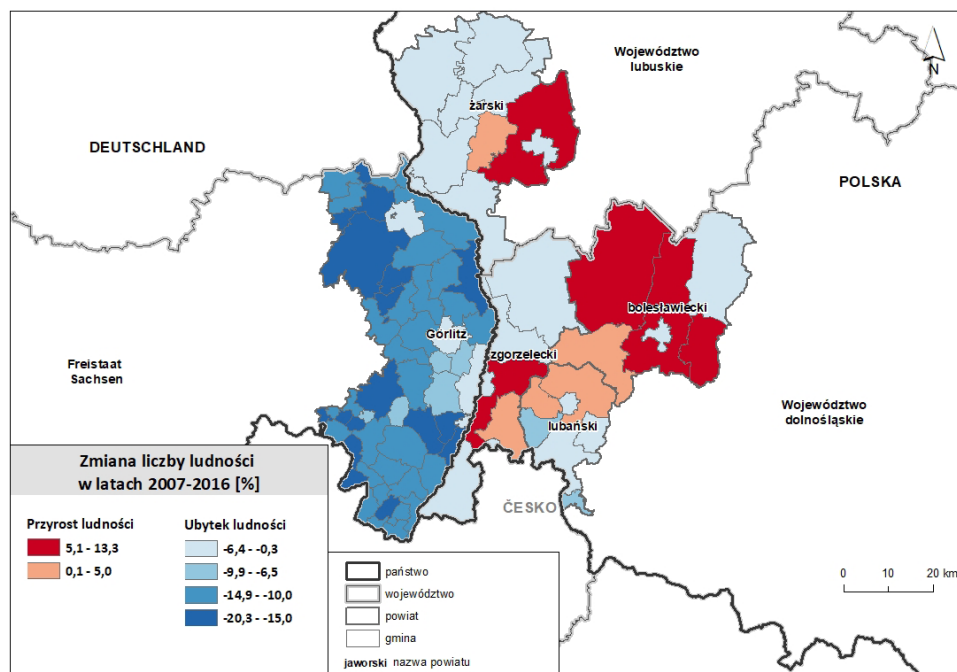 Województwo
lubuskie
N
żarski
DEUTSCHLAND
POLSKA
bolesławiecki
Görlitz
zgorzelecki
Freistaat
Sachsen
Województwo
dolnośląskie
lubański
ČESKO
Zmiana liczby ludności
w latach 2007-2016 [%]
Przyrost ludności
5,1 - 13,3
0,1 - 5,0
Ubytek ludności
-6,4 - -0,3
-9,9 - -6,5
-14,9 - -10,0
-20,3 - -15,0
państwo
województwo
powiat
gmina
jaworski nazwa powiatu
0 10 20 km